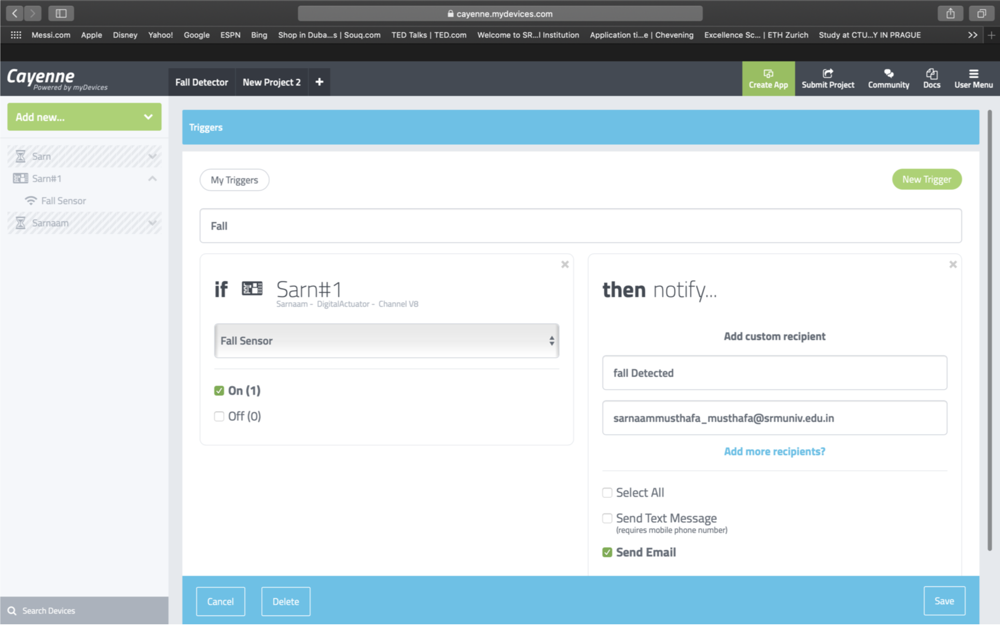 cayenne.mydevices.com
Messi.com Apple Disney Yahoo! Google ESPN Bing Shop in Duba...s | Souq.com TED Talks | TED.com Welcome to SR...l Institution Application ti...e | Chevening Excellence Sc... | ETH Zurich Study at CTU...Y IN PRAGUE >> +
Cayenne
Powered by myDevices
Fall Detector New Project 2 +
Create App Submit Project Community Docs User Menu
Add new...
Sarn
Sarn#1
Fall Sensor
Sarnaam
Search Devices
Triggers
My Triggers
New Trigger
Fall
if Sarn#1
Sarnaam - DigitalActuator - Channel V8
Fall Sensor
On (1)
Off (0)
then notify...
Add custom recipient
fall Detected
sarnaammusthafa_musthafa@srmuniv.edu.in
Add more recipients?
Select All
Send Text Message
(requires mobile phone number)
Send Email
Cancel Delete Save